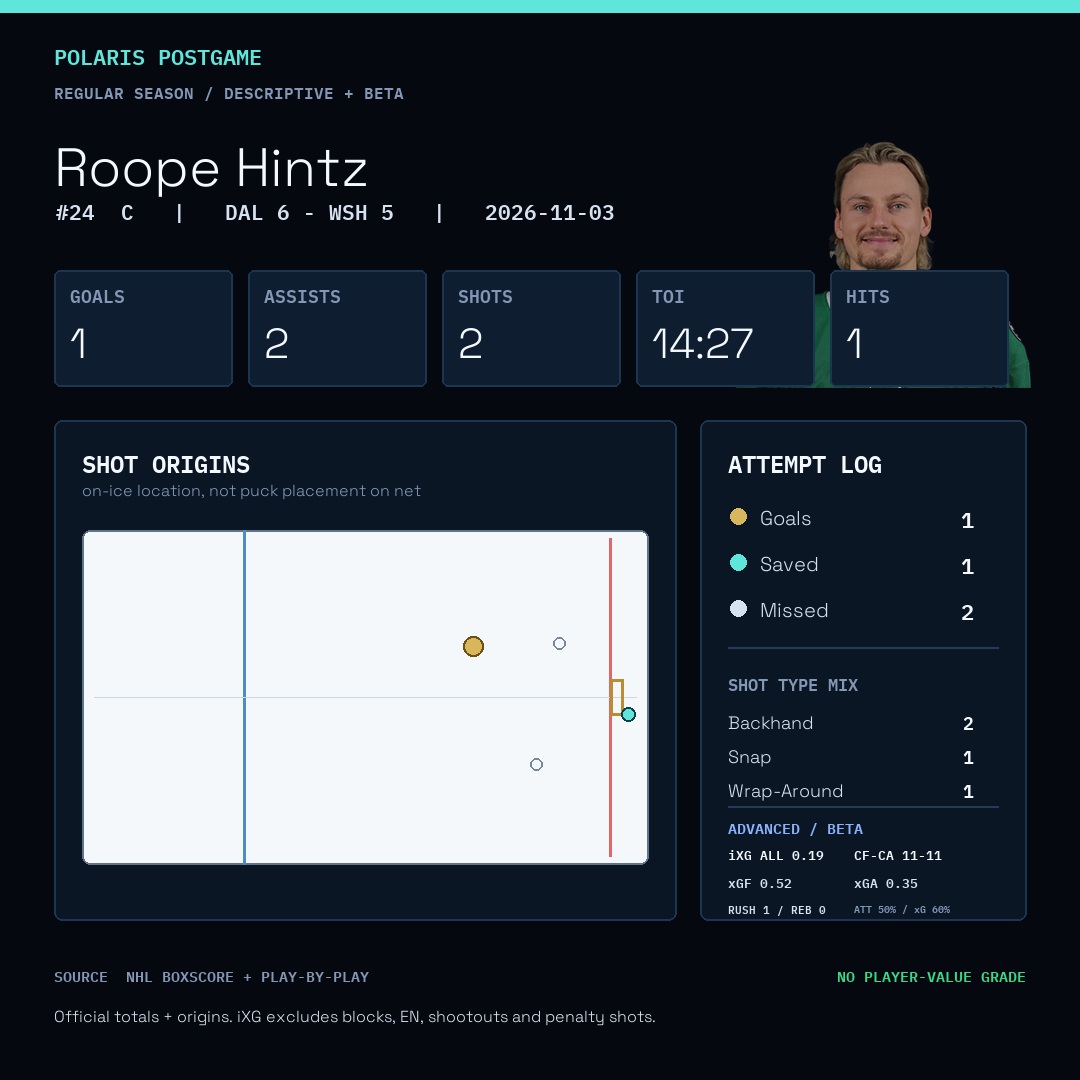 POLARIS POSTGAME
REGULAR SEASON / DESCRIPTIVE + BETA
Roope Hintz
#24 C | DAL 6 - WSH 5 | 2026-11-03
GOALS ASSISTS SHOTS TOI HITS
1 2 2 14:27 1
SHOT ORIGINS
on-ice location, not puck placement on net
ATTEMPT LOG
Goals 1
Saved 1
Missed 2
SHOT TYPE MIX
Backhand 2
Snap 1
Wrap-Around 1
ADVANCED / BETA
iXG ALL 0.19 CF-CA 11-11
xGF 0.52 xGA 0.35
RUSH 1 / REB 0 ATT 50% / xG 60%
SOURCE NHL BOXSCORE + PLAY-BY-PLAY
NO PLAYER-VALUE GRADE
Official totals + origins. iXG excludes blocks, EN, shootouts and penalty shots.